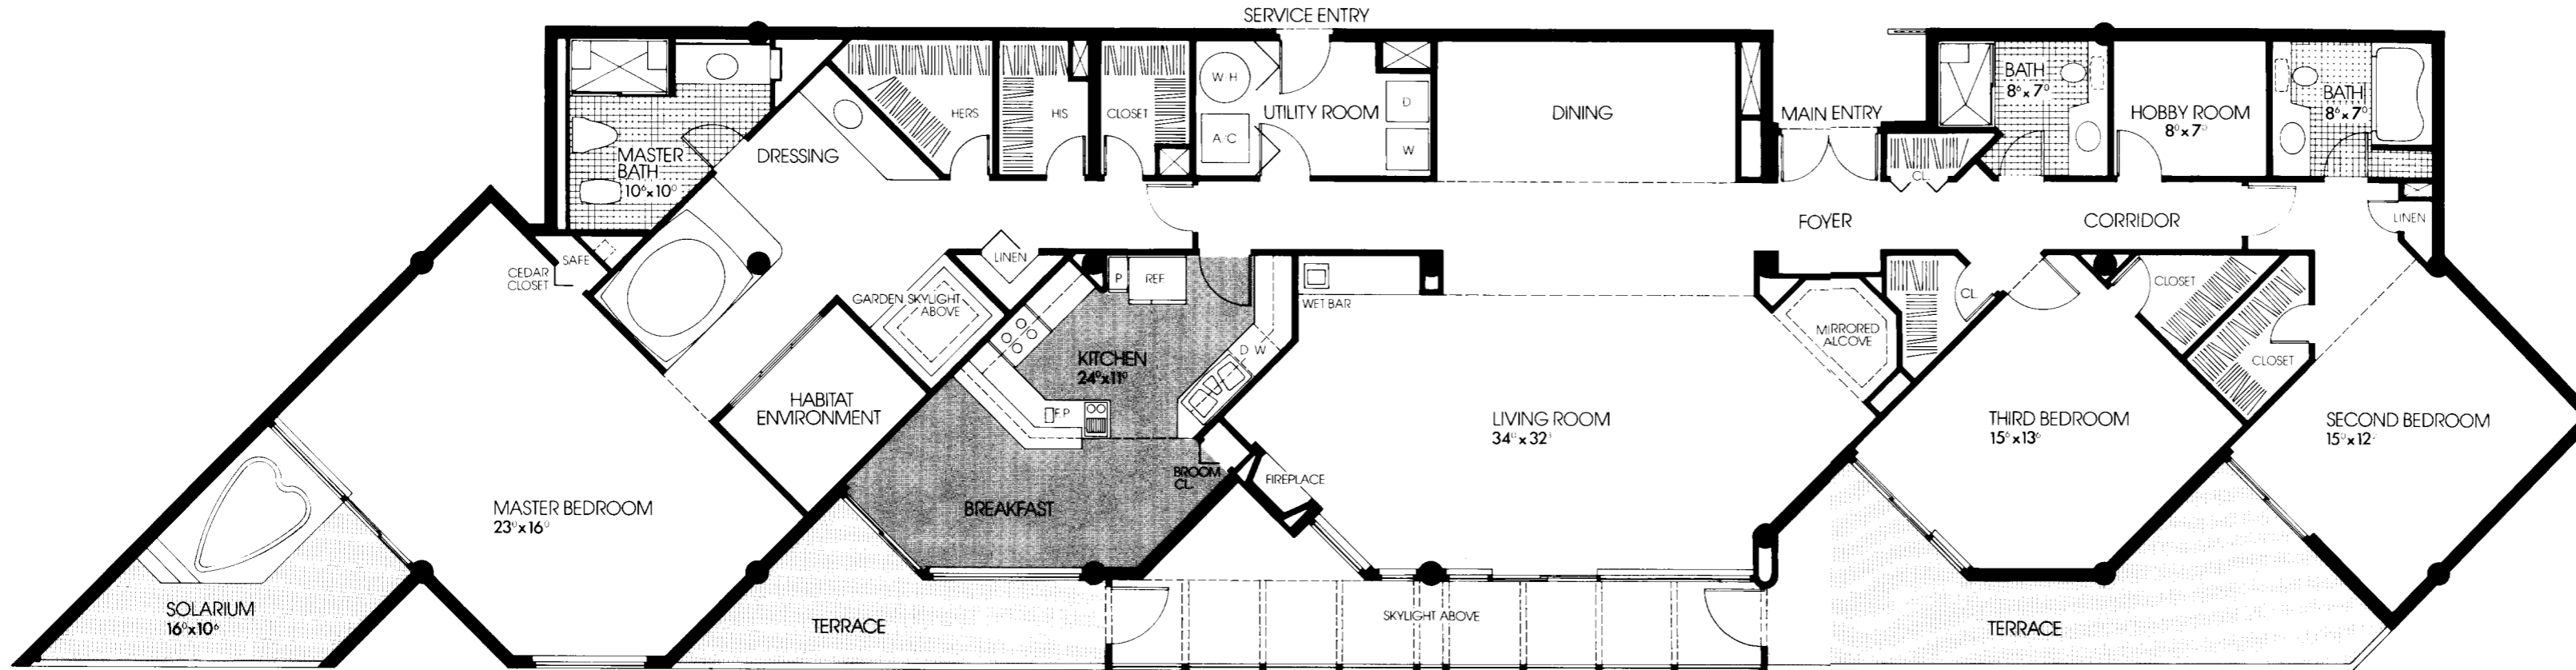 SERVICE ENTRY
MASTER
BATH
10⁶ x 10⁰
DRESSING
HERS
HIS
CLOSET
W·H
A/C
UTILITY ROOM
D
W
DINING
MAIN ENTRY
CL.
BATH
8⁶ x 7⁰
HOBBY ROOM
8⁰ x 7⁰
BATH
8⁶ x 7⁰
FOYER
CORRIDOR
LINEN
SAFE
CEDAR
CLOSET
LINEN
GARDEN SKYLIGHT
ABOVE
P
REF.
WET BAR
MIRRORED
ALCOVE
CL.
CLOSET
CLOSET
KITCHEN
24⁰ x 11⁰
D W
F.P
HABITAT
ENVIRONMENT
LIVING ROOM
34⁰ x 32
THIRD BEDROOM
15⁶ x 13⁶
SECOND BEDROOM
15⁰ x 12
MASTER BEDROOM
23⁰ x 16⁰
BREAKFAST
BROOM
CL.
FIREPLACE
SOLARIUM
16⁰ x 10⁶
TERRACE
SKYLIGHT ABOVE
TERRACE